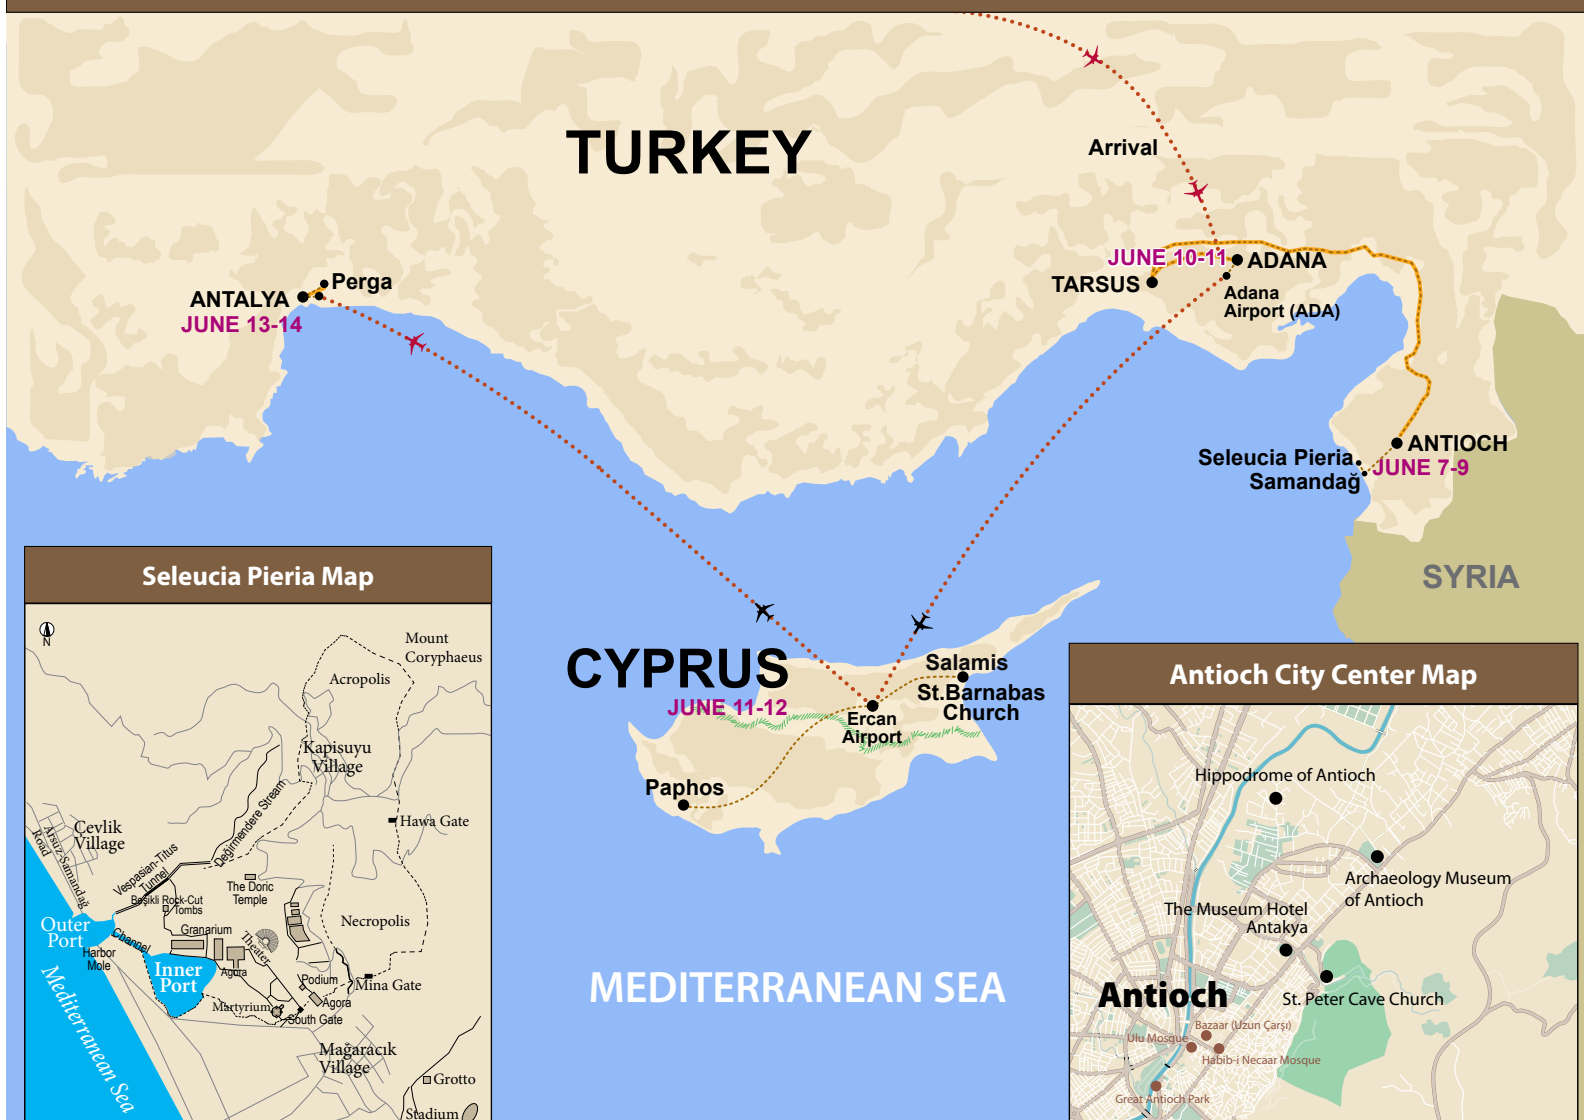 TURKEY
Arrival
JUNE 10-11
ADANA
TARSUS
Adana
Airport (ADA)
Perga
ANTALYA
JUNE 13-14
ANTIOCH
Seleucia Pieria
JUNE 7-9
Samandağ
SYRIA
CYPRUS
JUNE 11-12
Salamis
St.Barnabas
Church
Ercan
Airport
Paphos
MEDITERRANEAN SEA
Seleucia Pieria Map
N
Mount
Coryphaeus
Acropolis
Kapisuyu
Village
Değirmendere Stream
Hawa Gate
Çevlik
Village
Arsuz-Samandağ
Road
Vespasian-Titus
Tunnel
Beşikli Rock-Cut
Tombs
The Doric
Temple
Necropolis
Outer
Port
Channel
Granarium
Theater
Harbor
Mole
Inner
Port
Agora
Podium
Mina Gate
Agora
Martyrium
South Gate
Mediterranean Sea
Mağaracık
Village
Grotto
Stadium
Antioch City Center Map
Hippodrome of Antioch
Archaeology Museum
of Antioch
The Museum Hotel
Antakya
Antioch
St. Peter Cave Church
Bazaar (Uzun Çarşı)
Ulu Mosque
Habib-i Necaar Mosque
Great Antioch Park